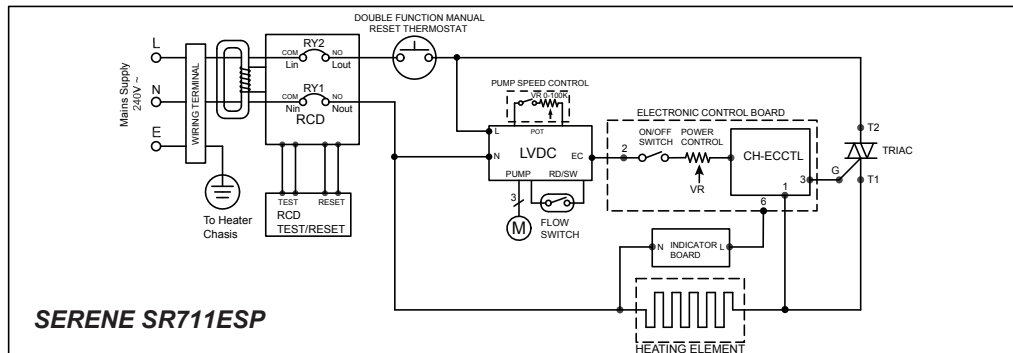 DOUBLE FUNCTION MANUAL
RESET THERMOSTAT
L
N
E
Mains Supply
240V ~
WIRING TERMINAL
RY2
COM
NO
Lin
Lout
RY1
COM
NO
Nin
Nout
RCD
TEST
RESET
RCD
TEST/RESET
To Heater
Chasis
PUMP SPEED CONTROL
VR 0-100K
POT
L
N
LVDC
EC
PUMP
RD/SW
3
M
FLOW
SWITCH
ELECTRONIC CONTROL BOARD
2
ON/OFF
SWITCH
POWER
CONTROL
VR
CH-ECCTL
3
1
6
G
T2
TRIAC
T1
N
INDICATOR
BOARD
L
HEATING ELEMENT
SERENE SR711ESP